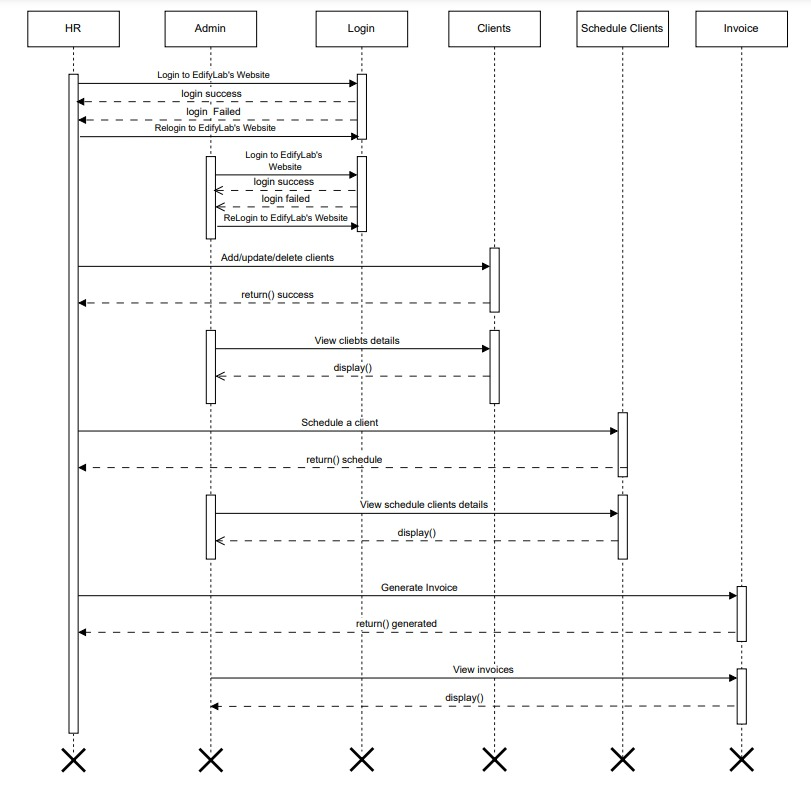 HR
Admin
Login
Clients
Schedule Clients
Invoice
Login to EdifyLab's Website
login success
login Failed
Relogin to EdifyLab's Website
Login to EdifyLab's
Website
login success
login failed
ReLogin to EdifyLab's Website
Add/update/delete clients
return() success
View cliebts details
display()
Schedule a client
return() schedule
View schedule clients details
display()
Generate Invoice
return() generated
View invoices
display()